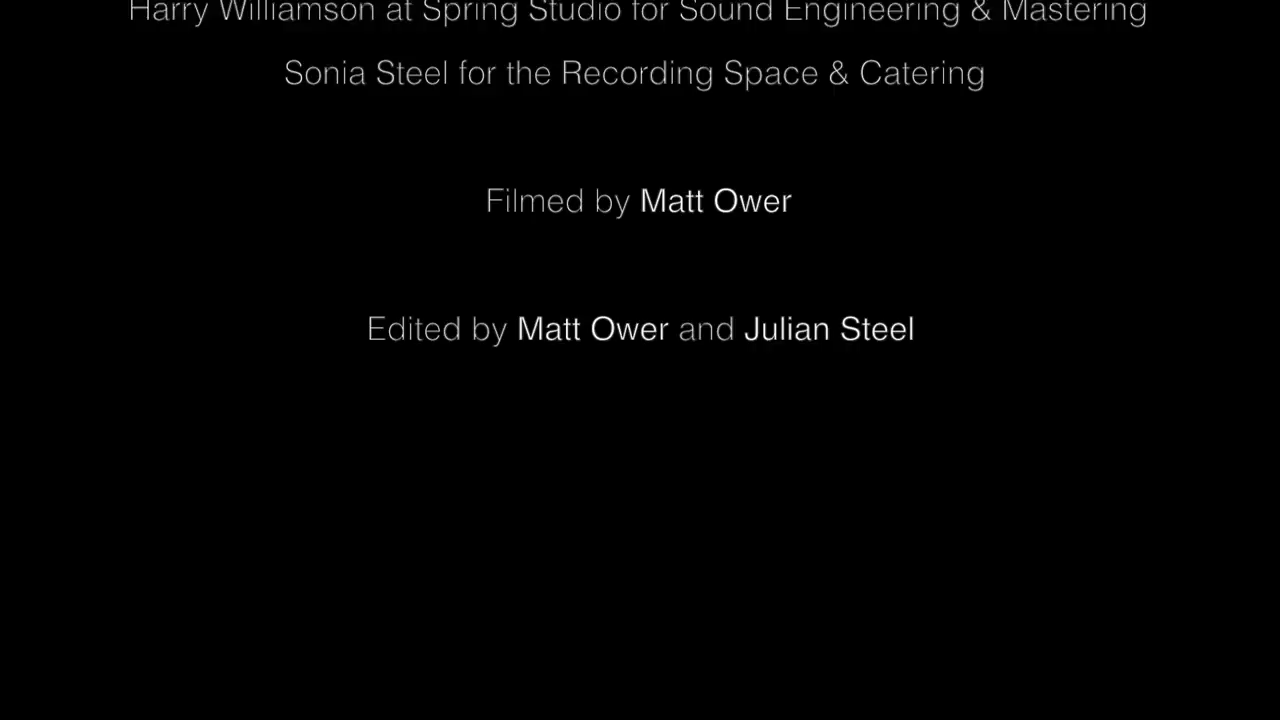 Harry Williamson at Spring Studio for Sound Engineering & Mastering
Sonia Steel for the Recording Space & Catering
Filmed by Matt Ower
Edited by Matt Ower and Julian Steel